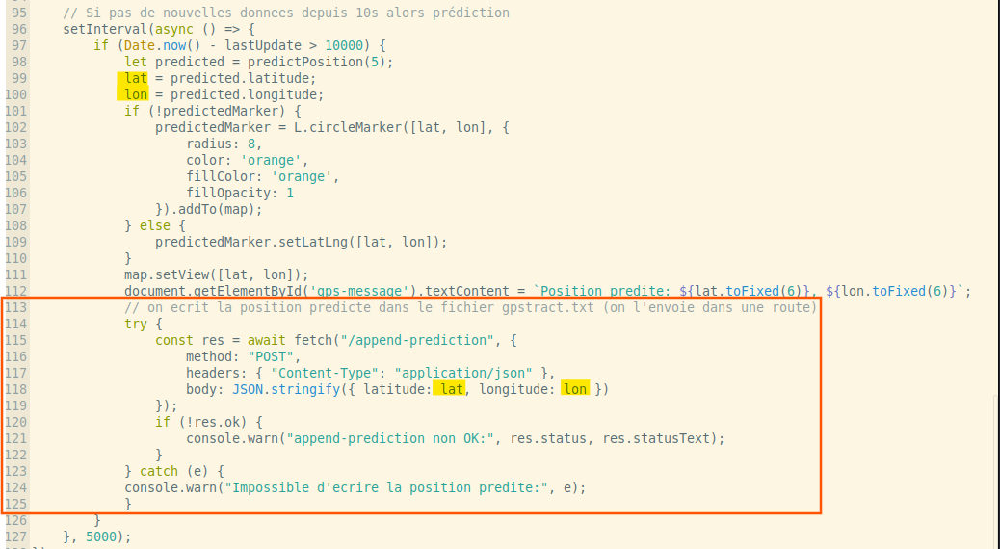 95 // Si pas de nouvelles donnees depuis 10s alors prédiction
96 setInterval(async () => {
97 if (Date.now() - lastUpdate > 10000) {
98 let predicted = predictPosition(5);
99 lat = predicted.latitude;
100 lon = predicted.longitude;
101 if (!predictedMarker) {
102 predictedMarker = L.circleMarker([lat, lon], {
103 radius: 8,
104 color: 'orange',
105 fillColor: 'orange',
106 fillOpacity: 1
107 }).addTo(map);
108 } else {
109 predictedMarker.setLatLng([lat, lon]);
110 }
111 map.setView([lat, lon]);
112 document.getElementById('gps-message').textContent = `Position predite: ${lat.toFixed(6)}, ${lon.toFixed(6)}`;
113 // on ecrit la position predicte dans le fichier gpstract.txt (on l'envoie dans une route)
114 try {
115 const res = await fetch("/append-prediction", {
116 method: "POST",
117 headers: { "Content-Type": "application/json" },
118 body: JSON.stringify({ latitude: lat, longitude: lon })
119 });
120 if (!res.ok) {
121 console.warn("append-prediction non OK:", res.status, res.statusText);
122 }
123 } catch (e) {
124 console.warn("Impossible d'ecrire la position predite:", e);
125 }
126 }
127 }, 5000);